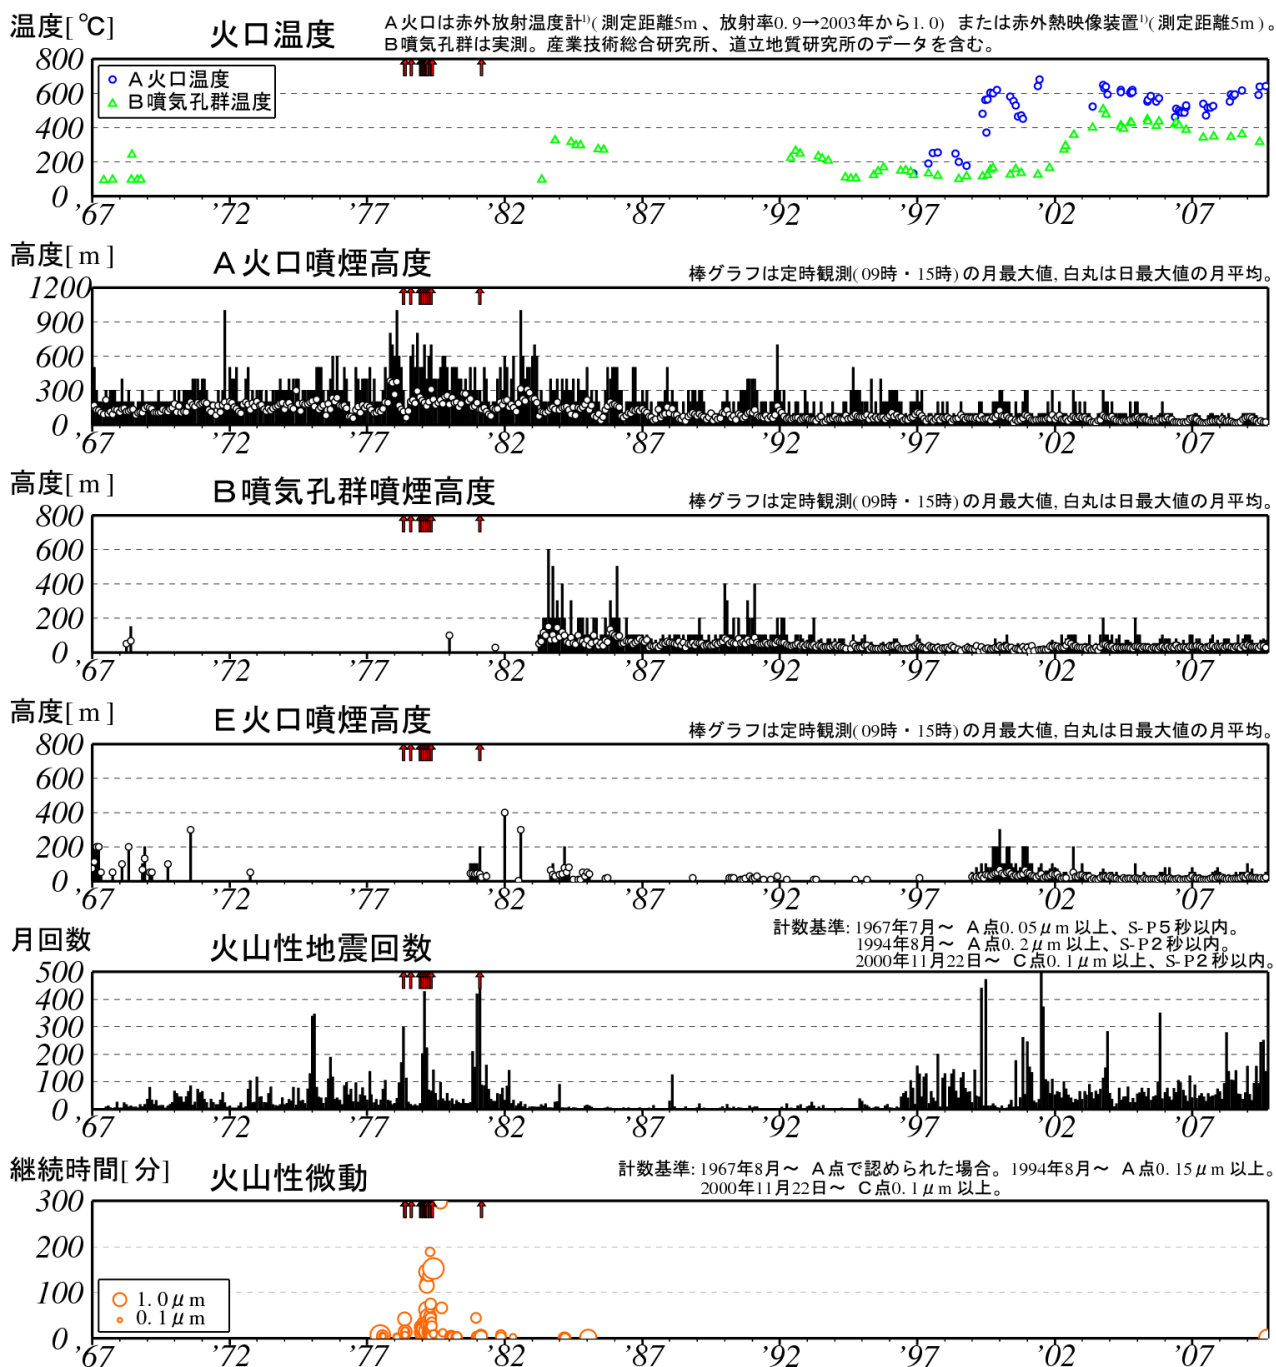 温度[℃]
火口温度
A火口は赤外放射温度計¹⁾(測定距離5m、放射率0.9→2003年から1.0) または赤外熱映像装置¹⁾(測定距離5m)。
B噴気孔群は実測。産業技術総合研究所、道立地質研究所のデータを含む。
800
600
400
200
0
A火口温度
B噴気孔群温度
'67 '72 '77 '82 '87 '92 '97 '02 '07
高度[m]
A火口噴煙高度
棒グラフは定時観測(09時・15時)の月最大値,白丸は日最大値の月平均。
1200
900
600
300
0
'67 '72 '77 '82 '87 '92 '97 '02 '07
高度[m]
B噴気孔群噴煙高度
棒グラフは定時観測(09時・15時)の月最大値,白丸は日最大値の月平均。
800
600
400
200
0
'67 '72 '77 '82 '87 '92 '97 '02 '07
高度[m]
E火口噴煙高度
棒グラフは定時観測(09時・15時)の月最大値,白丸は日最大値の月平均。
800
600
400
200
0
'67 '72 '77 '82 '87 '92 '97 '02 '07
月回数
火山性地震回数
計数基準: 1967年7月～ A点0.05μm以上、S-P5秒以内。
1994年8月～ A点0.2μm以上、S-P2秒以内。
2000年11月22日～ C点0.1μm以上、S-P2秒以内。
500
400
300
200
100
0
'67 '72 '77 '82 '87 '92 '97 '02 '07
継続時間[分]
火山性微動
計数基準: 1967年8月～ A点で認められた場合。1994年8月～ A点0.15μm以上。
2000年11月22日～ C点0.1μm以上。
300
200
100
0
1.0μm
0.1μm
'67 '72 '77 '82 '87 '92 '97 '02 '07